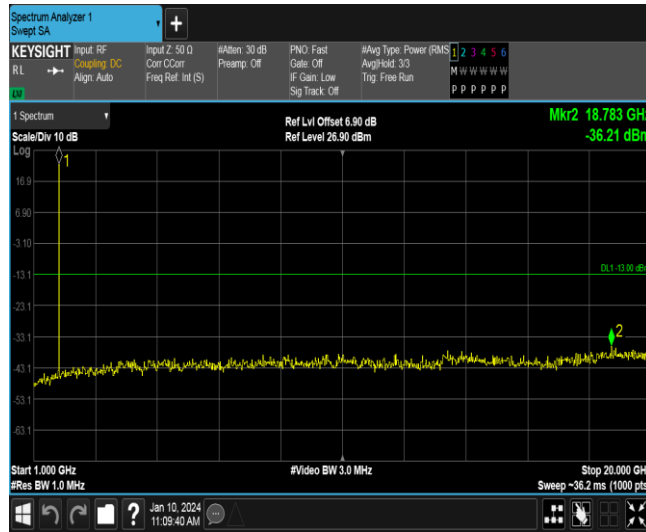 Spectrum Analyzer 1
Swept SA
+
KEYSIGHT
RL
Input: RF
Coupling: DC
Align: Auto
Input Z: 50 Ω
Corr CCorr
Freq Ref: Int (S)
#Atten: 30 dB
Preamp: Off
PNO: Fast
Gate: Off
IF Gain: Low
Sig Track: Off
#Avg Type: Power (RMS
Avg|Hold: 3/3
Trig: Free Run
1 2 3 4 5 6
M W W W W W
P P P P P P
1 Spectrum
Scale/Div 10 dB
Log
Ref Lvl Offset 6.90 dB
Ref Level 26.90 dBm
Mkr2 18.783 GHz
-36.21 dBm
1
16.9
6.90
-3.10
-13.1
DL1 -13.00 dBm
-23.1
-33.1
2
-43.1
-53.1
-63.1
Start 1.000 GHz
#Video BW 3.0 MHz
Stop 20.000 GHz
#Res BW 1.0 MHz
Sweep ~36.2 ms (1000 pts)
?
Jan 10, 2024
11:09:40 AM